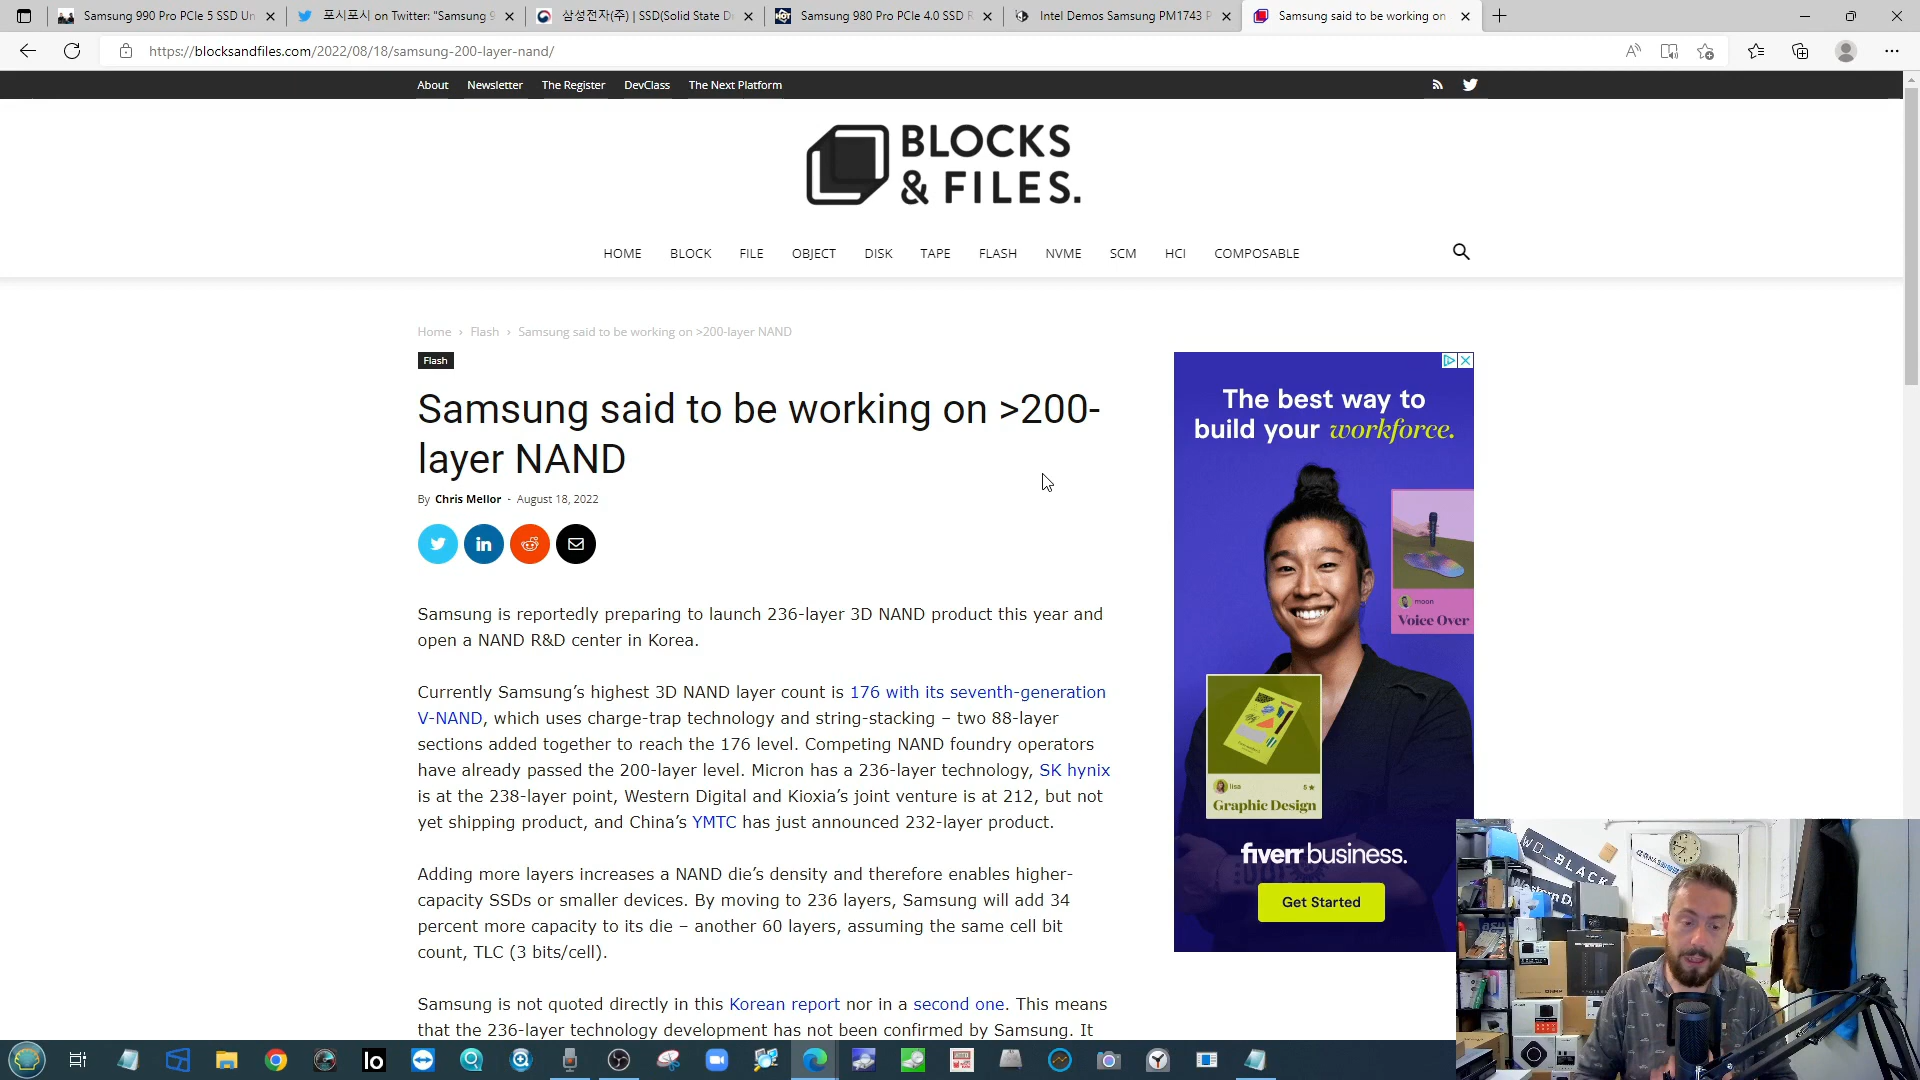 Samsung 990 Pro PCIe 5 SSD Un
포시포시 on Twitter: "Samsung 9
삼성전자(주) | SSD(Solid State D
Samsung 980 Pro PCIe 4.0 SSD R
Intel Demos Samsung PM1743 P
Samsung said to be working on
https://blocksandfiles.com/2022/08/18/samsung-200-layer-nand/
About Newsletter The Register DevClass The Next Platform
BLOCKS
& FILES.
HOME BLOCK FILE OBJECT DISK TAPE FLASH NVME SCM HCI COMPOSABLE
Home › Flash › Samsung said to be working on >200-layer NAND
Flash
Samsung said to be working on >200-
layer NAND
By Chris Mellor - August 18, 2022
in
Samsung is reportedly preparing to launch 236-layer 3D NAND product this year and
open a NAND R&D center in Korea.
Currently Samsung’s highest 3D NAND layer count is 176 with its seventh-generation
V-NAND, which uses charge-trap technology and string-stacking – two 88-layer
sections added together to reach the 176 level. Competing NAND foundry operators
have already passed the 200-layer level. Micron has a 236-layer technology, SK hynix
is at the 238-layer point, Western Digital and Kioxia’s joint venture is at 212, but not
yet shipping product, and China’s YMTC has just announced 232-layer product.
Adding more layers increases a NAND die’s density and therefore enables higher-
capacity SSDs or smaller devices. By moving to 236 layers, Samsung will add 34
percent more capacity to its die – another 60 layers, assuming the same cell bit
count, TLC (3 bits/cell).
Samsung is not quoted directly in this Korean report nor in a second one. This means
that the 236-layer technology development has not been confirmed by Samsung. It
The best way to
build your workforce.
moon
Voice Over
lisa 5★
Graphic Design
fiverr business.
Get Started
WD_BLACK
Western Di
Io